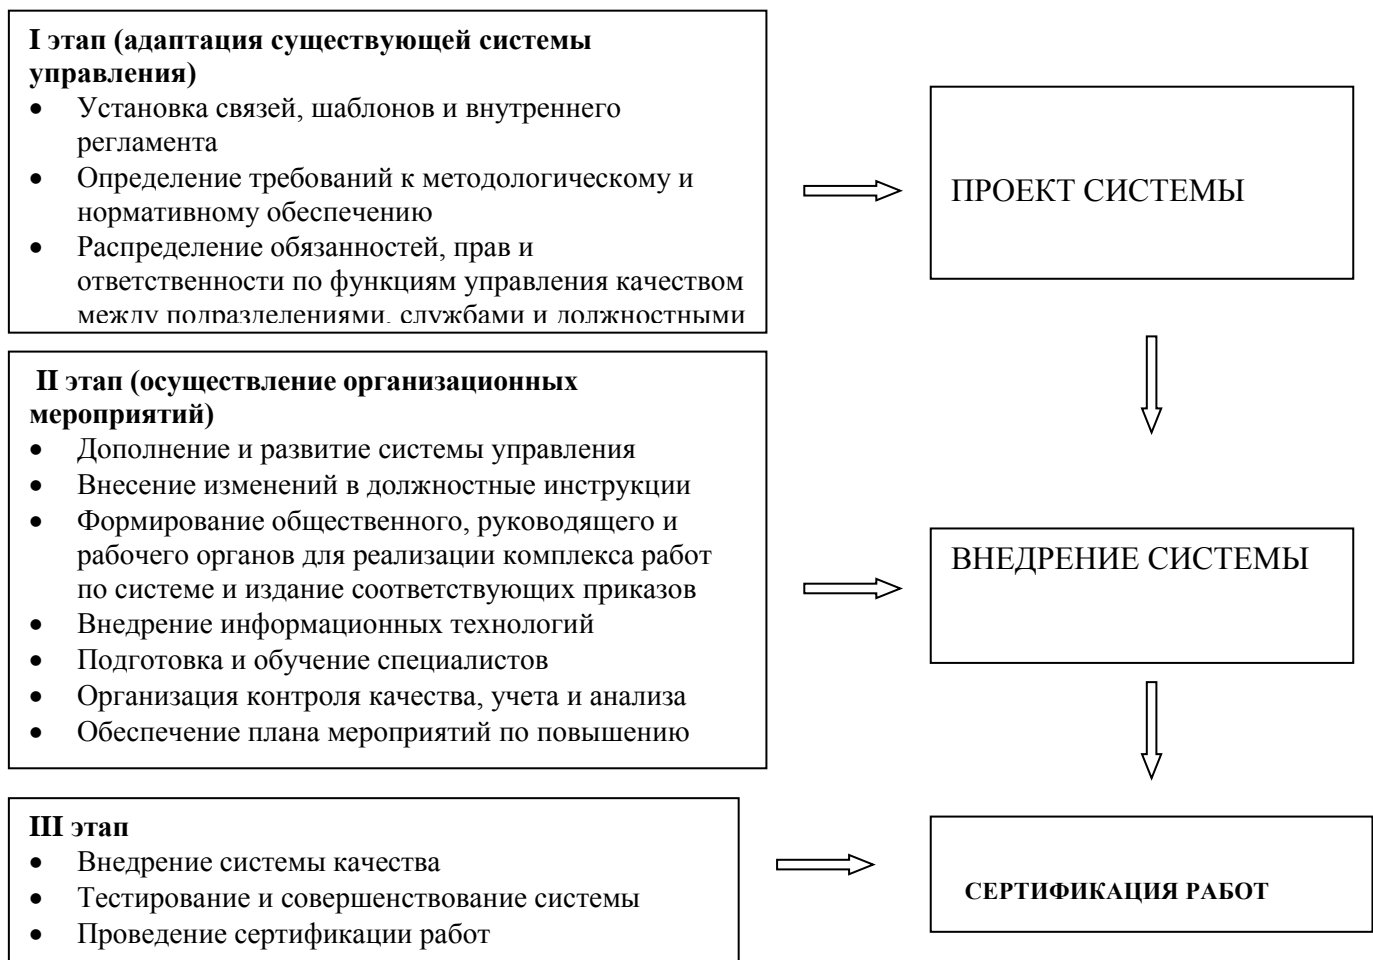 I этап (адаптация существующей системы
управления)
• Установка связей, шаблонов и внутреннего
регламента
• Определение требований к методологическому и
нормативному обеспечению
• Распределение обязанностей, прав и
ответственности по функциям управления качеством
между подразделениями, службами и должностными
ПРОЕКТ СИСТЕМЫ
II этап (осуществление организационных
мероприятий)
• Дополнение и развитие системы управления
• Внесение изменений в должностные инструкции
• Формирование общественного, руководящего и
рабочего органов для реализации комплекса работ
по системе и издание соответствующих приказов
• Внедрение информационных технологий
• Подготовка и обучение специалистов
• Организация контроля качества, учета и анализа
• Обеспечение плана мероприятий по повышению
ВНЕДРЕНИЕ СИСТЕМЫ
III этап
• Внедрение системы качества
• Тестирование и совершенствование системы
• Проведение сертификации работ
СЕРТИФИКАЦИЯ РАБОТ